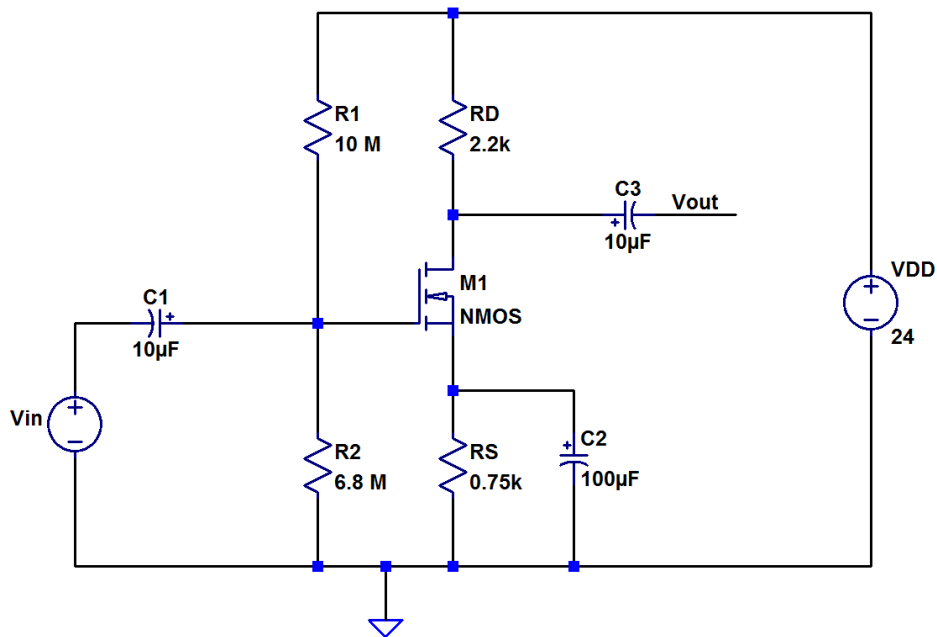 R1
10 M
RD
2.2k
C3
+
10µF
Vout
M1
NMOS
VDD
+
−
24
C1
+
10µF
Vin
+
−
R2
6.8 M
RS
0.75k
C2
+
100µF